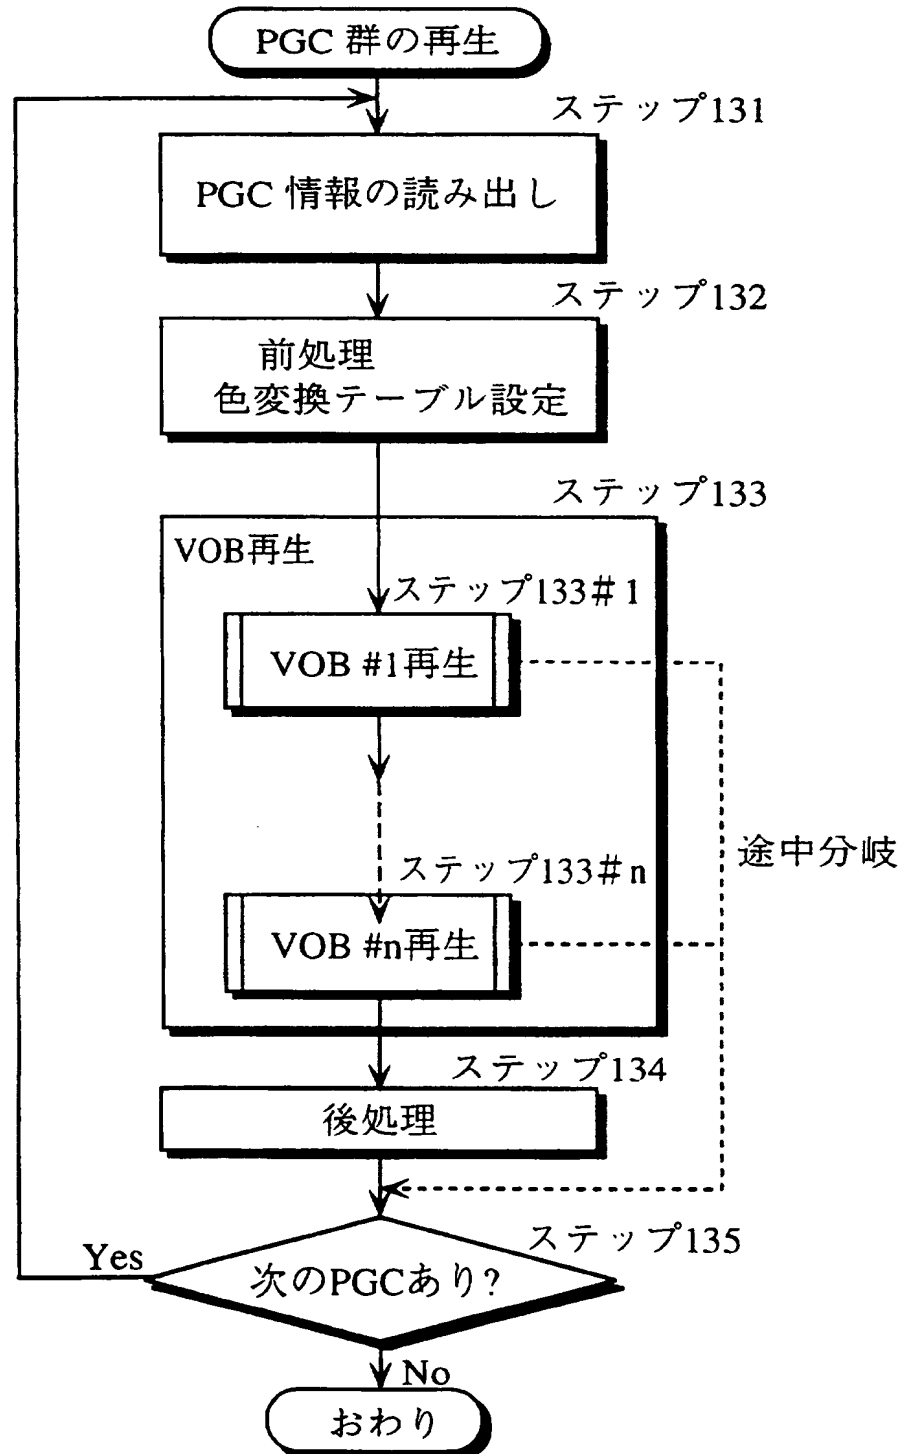 PGC 群の再生
ステップ131
PGC 情報の読み出し
ステップ132
前処理
色変換テーブル設定
ステップ133
VOB再生
ステップ133＃1
VOB #1再生
途中分岐
ステップ133＃n
VOB #n再生
ステップ134
後処理
ステップ135
Yes
次のPGCあり?
No
おわり